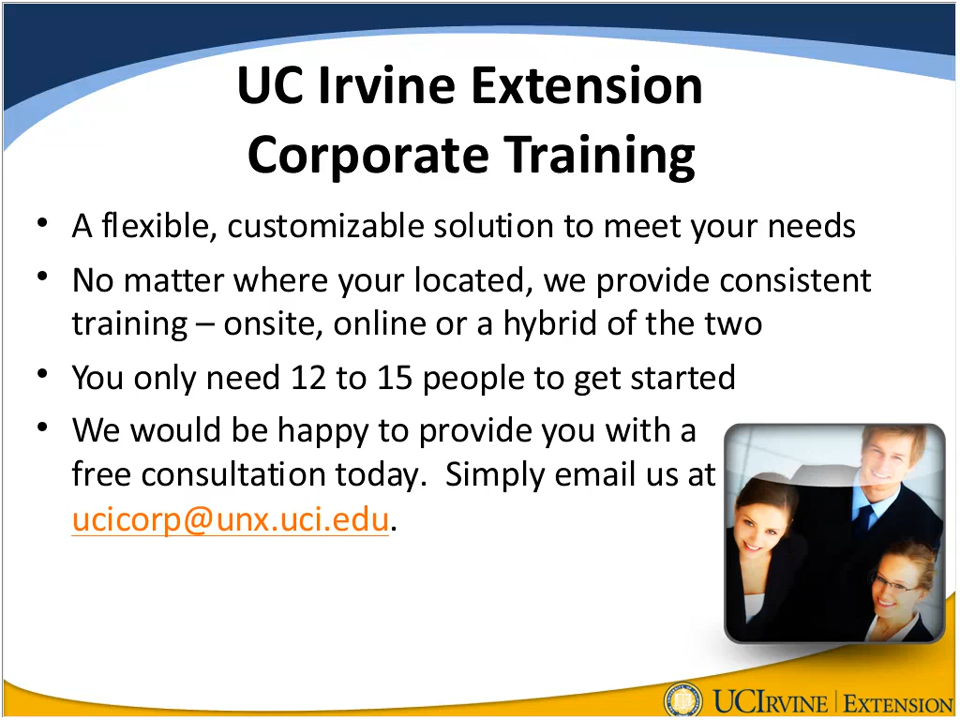 UC Irvine Extension
Corporate Training
• A flexible, customizable solution to meet your needs
• No matter where your located, we provide consistent
training – onsite, online or a hybrid of the two
• You only need 12 to 15 people to get started
• We would be happy to provide you with a
free consultation today.  Simply email us at
ucicorp@unx.uci.edu.
UCIRVINE | EXTENSION